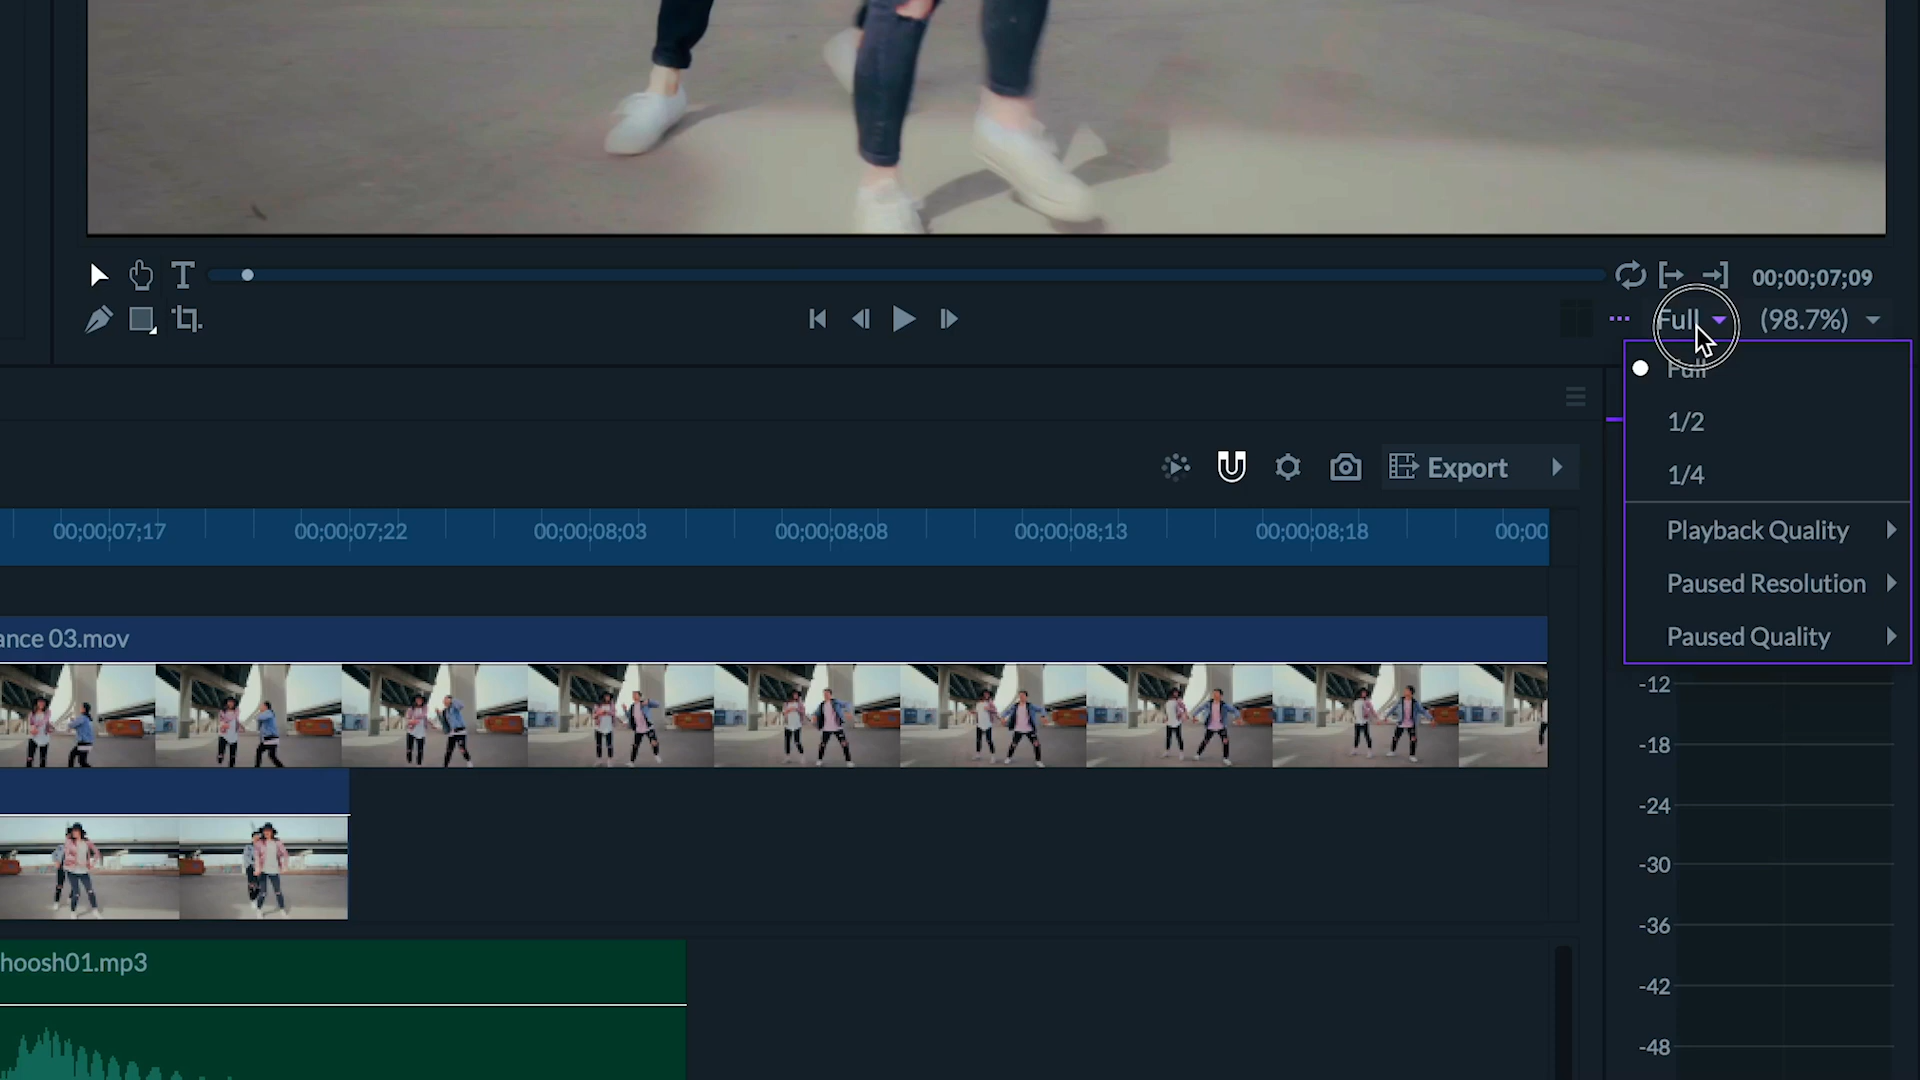 T
00;00;07;09
Full
(98.7%)
Full
1/2
1/4
Playback Quality
Paused Resolution
Paused Quality
Export
00;00;07;17
00;00;07;22
00;00;08;03
00;00;08;08
00;00;08;13
00;00;08;18
00;00
ance 03.mov
hoosh01.mp3
-12
-18
-24
-30
-36
-42
-48